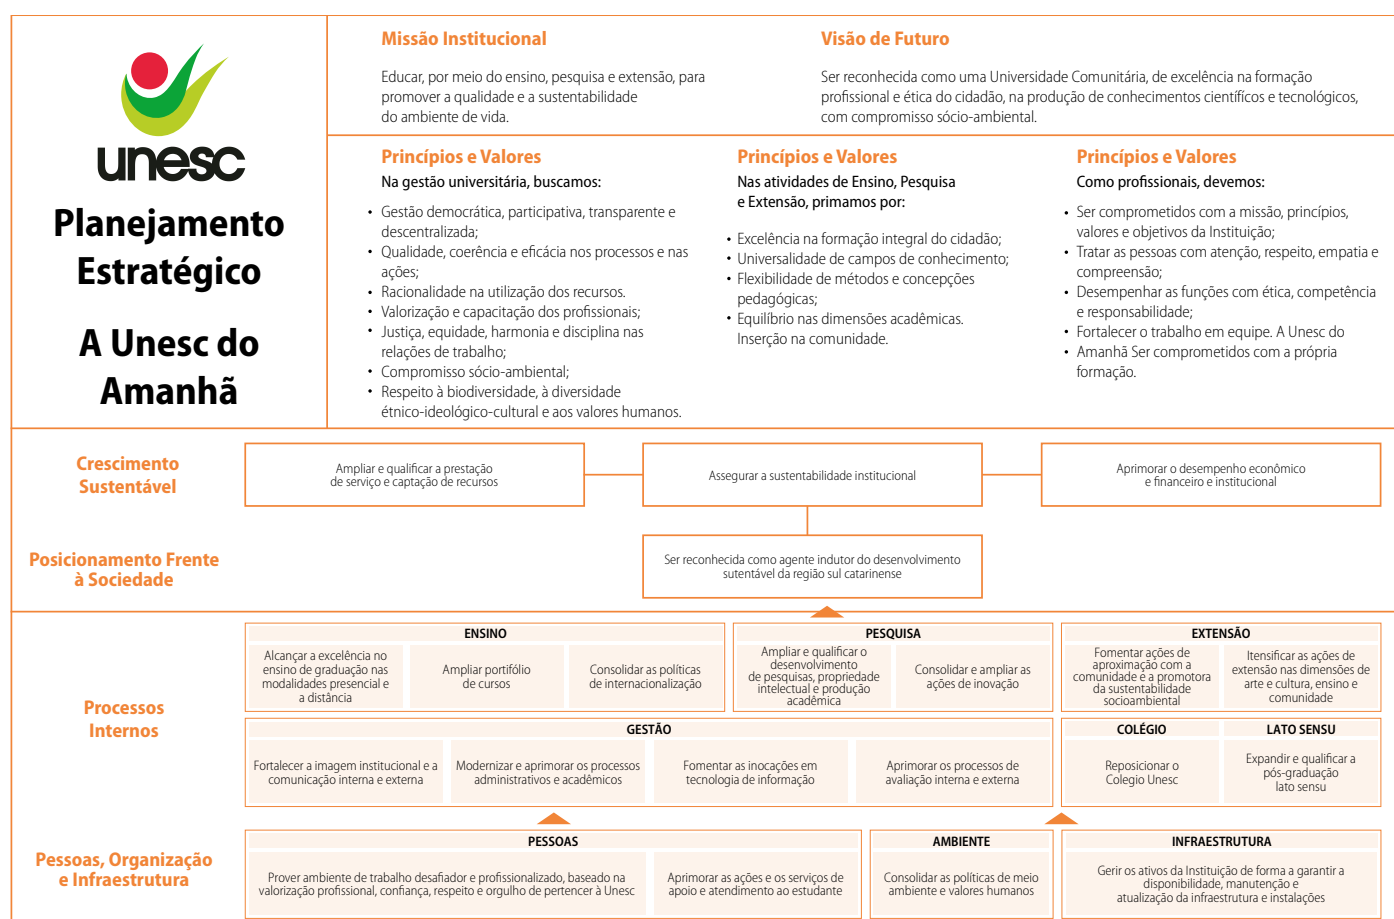 unesc
Planejamento
Estratégico
A Unesc do
Amanhã
Missão Institucional
Educar, por meio do ensino, pesquisa e extensão, para
promover a qualidade e a sustentabilidade
do ambiente de vida.
Visão de Futuro
Ser reconhecida como uma Universidade Comunitária, de excelência na formação
profissional e ética do cidadão, na produção de conhecimentos científicos e tecnológicos,
com compromisso sócio-ambiental.
Princípios e Valores
Na gestão universitária, buscamos:
• Gestão democrática, participativa, transparente e
descentralizada;
• Qualidade, coerência e eficácia nos processos e nas
ações;
• Racionalidade na utilização dos recursos.
• Valorização e capacitação dos profissionais;
• Justiça, equidade, harmonia e disciplina nas
relações de trabalho;
• Compromisso sócio-ambiental;
• Respeito à biodiversidade, à diversidade
étnico-ideológico-cultural e aos valores humanos.
Princípios e Valores
Nas atividades de Ensino, Pesquisa
e Extensão, primamos por:
• Excelência na formação integral do cidadão;
• Universalidade de campos de conhecimento;
• Flexibilidade de métodos e concepções
pedagógicas;
• Equilíbrio nas dimensões acadêmicas.
Inserção na comunidade.
Princípios e Valores
Como profissionais, devemos:
• Ser comprometidos com a missão, princípios,
valores e objetivos da Instituição;
• Tratar as pessoas com atenção, respeito, empatia e
compreensão;
• Desempenhar as funções com ética, competência
e responsabilidade;
• Fortalecer o trabalho em equipe. A Unesc do
• Amanhã Ser comprometidos com a própria
formação.
Crescimento
Sustentável
Ampliar e qualificar a prestação
de serviço e captação de recursos
Assegurar a sustentabilidade institucional
Aprimorar o desempenho econômico
e financeiro e institucional
Posicionamento Frente
à Sociedade
Ser reconhecida como agente indutor do desenvolvimento
sutentável da região sul catarinense
Processos
Internos
ENSINO
Alcançar a excelência no
ensino de graduação nas
modalidades presencial e
a distância
Ampliar portifólio
de cursos
Consolidar as políticas
de internacionalização
PESQUISA
Ampliar e qualificar o
desenvolvimento
de pesquisas, propriedade
intelectual e produção
acadêmica
Consolidar e ampliar as
ações de inovação
EXTENSÃO
Fomentar ações de
aproximação com a
comunidade e a promotora
da sustentabilidade
socioambiental
Itensificar as ações de
extensão nas dimensões de
arte e cultura, ensino e
comunidade
GESTÃO
Fortalecer a imagem institucional e a
comunicação interna e externa
Modernizar e aprimorar os processos
administrativos e acadêmicos
Fomentar as inocações em
tecnologia de informação
Aprimorar os processos de
avaliação interna e externa
COLÉGIO
Reposicionar o
Colegio Unesc
LATO SENSU
Expandir e qualificar a
pós-graduação
lato sensu
Pessoas, Organização
e Infraestrutura
PESSOAS
Prover ambiente de trabalho desafiador e profissionalizado, baseado na
valorização profissional, confiança, respeito e orgulho de pertencer à Unesc
Aprimorar as ações e os serviços de
apoio e atendimento ao estudante
AMBIENTE
Consolidar as políticas de meio
ambiente e valores humanos
INFRAESTRUTURA
Gerir os ativos da Instituição de forma a garantir a
disponibilidade, manutenção e
atualização da infraestrutura e instalações